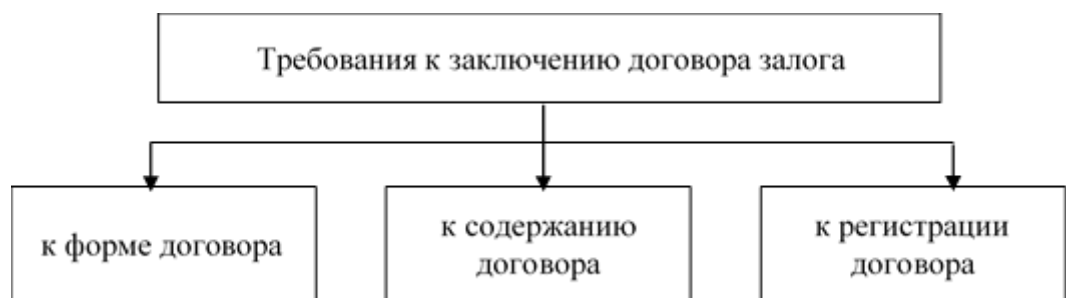 Требования к заключению договора залога
к форме договора
к содержанию
договора
к регистрации
договора